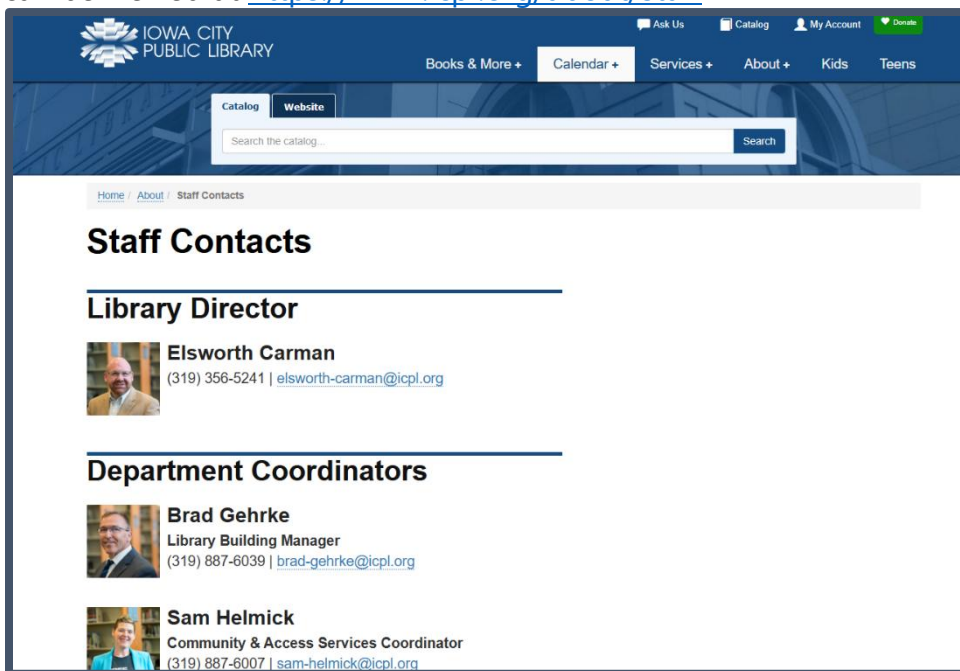 IOWA CITY
PUBLIC LIBRARY
Ask Us
Catalog
My Account
Donate
Books & More +
Calendar +
Services +
About +
Kids
Teens
Catalog
Website
Search the catalog...
Search
Home / About / Staff Contacts
Staff Contacts
Library Director
Elsworth Carman
(319) 356-5241 | elsworth-carman@icpl.org
Department Coordinators
Brad Gehrke
Library Building Manager
(319) 887-6039 | brad-gehrke@icpl.org
Sam Helmick
Community & Access Services Coordinator
(319) 887-6007 | sam-helmick@icpl.org